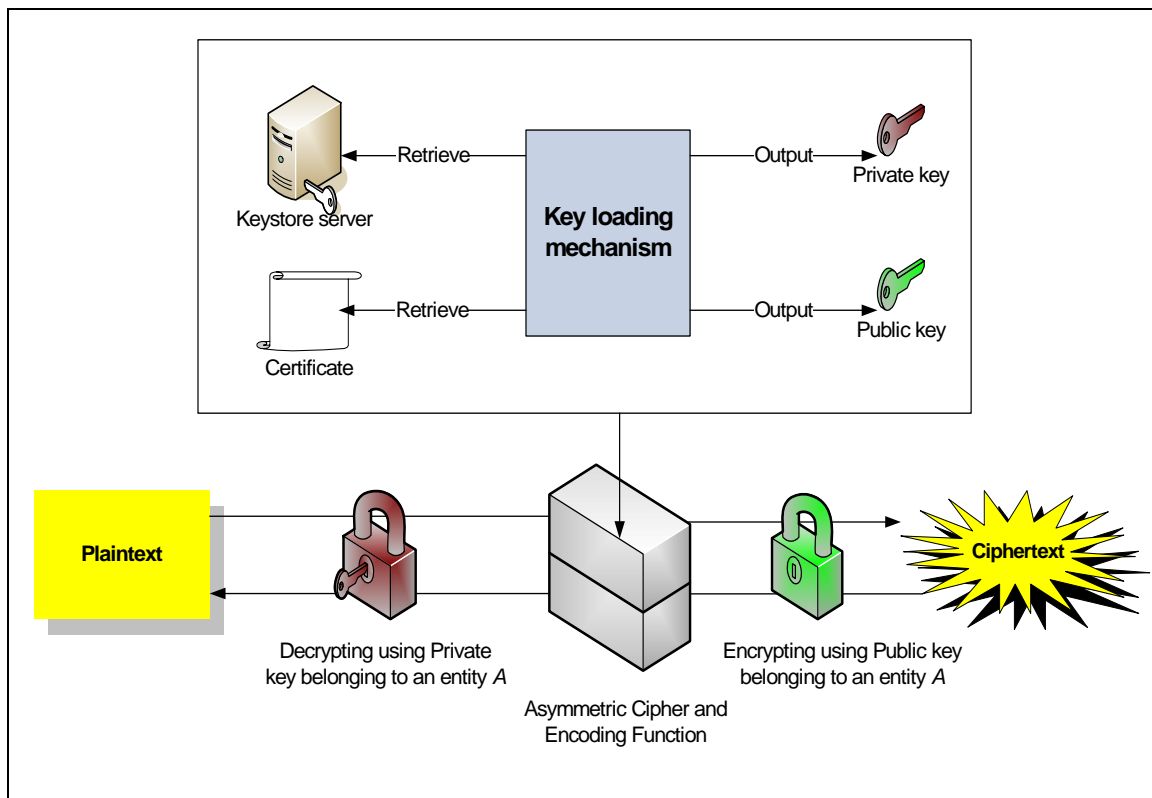 Retrieve
Output
Keystore server
Private key
Key loading
mechanism
Retrieve
Output
Certificate
Public key
Plaintext
Ciphertext
Decrypting using Private
key belonging to an entity A
Encrypting using Public key
belonging to an entity A
Asymmetric Cipher and
Encoding Function